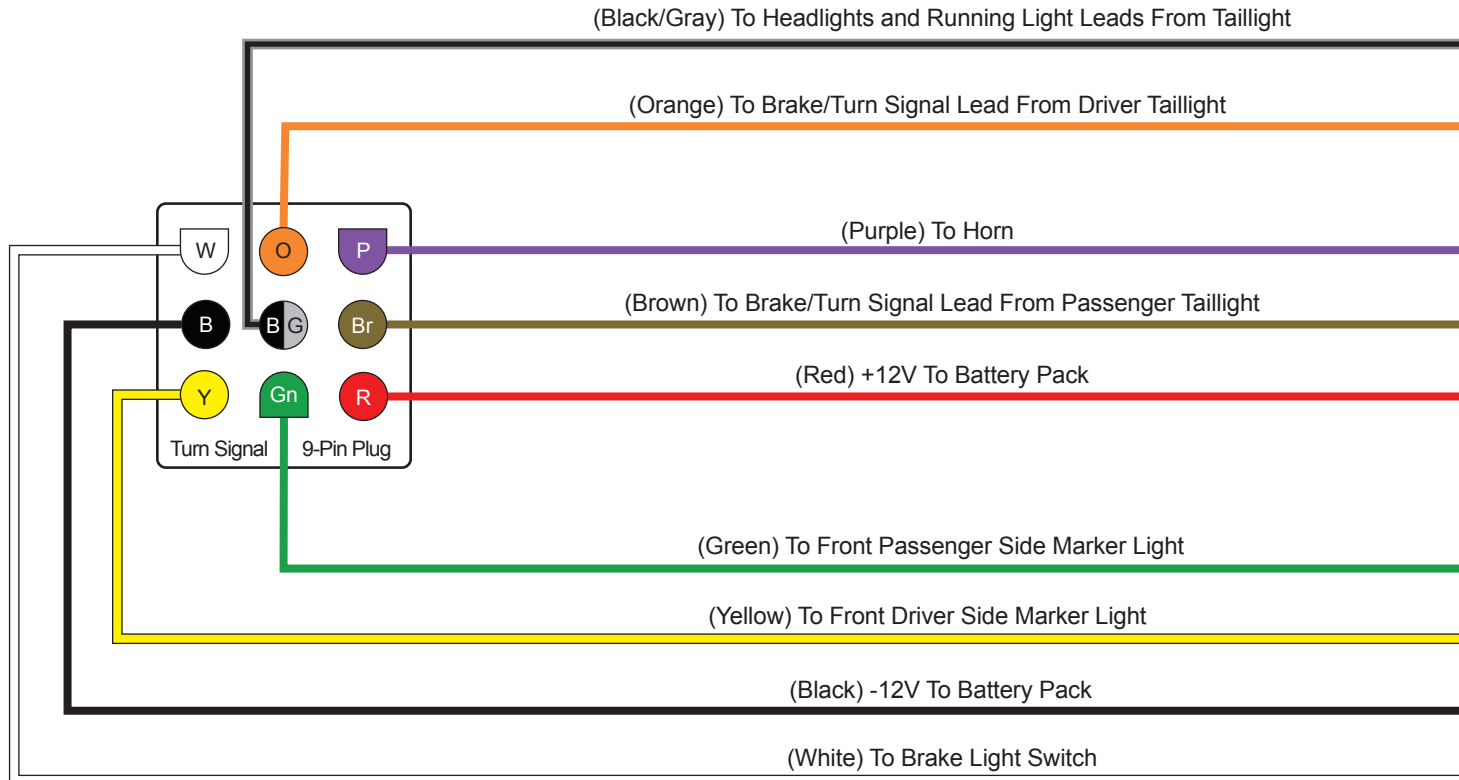 (Black/Gray) To Headlights and Running Light Leads From Taillight
(Orange) To Brake/Turn Signal Lead From Driver Taillight
(Purple) To Horn
W O P
(Brown) To Brake/Turn Signal Lead From Passenger Taillight
B B G Br
(Red) +12V To Battery Pack
Y Gn R
Turn Signal 9-Pin Plug
(Green) To Front Passenger Side Marker Light
(Yellow) To Front Driver Side Marker Light
(Black) -12V To Battery Pack
(White) To Brake Light Switch